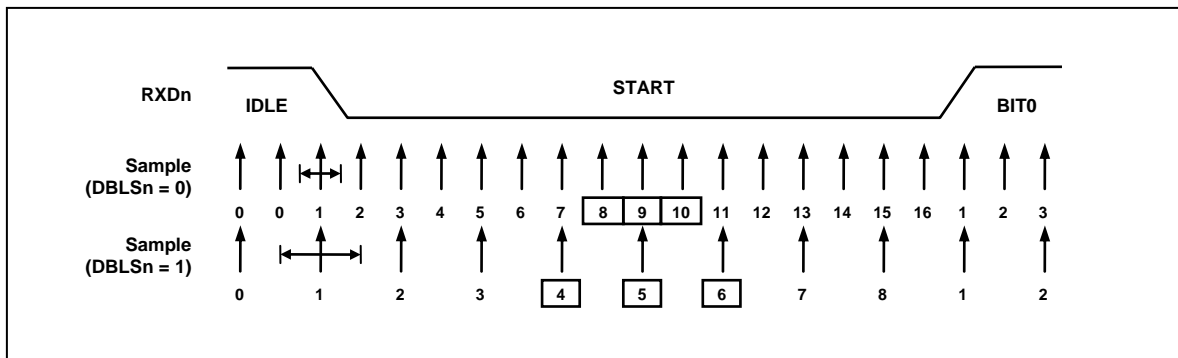 RXDn
IDLE
START
BIT0
Sample
(DBLSn = 0)
0 0 1 2 3 4 5 6 7 8 9 10 11 12 13 14 15 16 1 2 3
Sample
(DBLSn = 1)
0 1 2 3 4 5 6 7 8 1 2